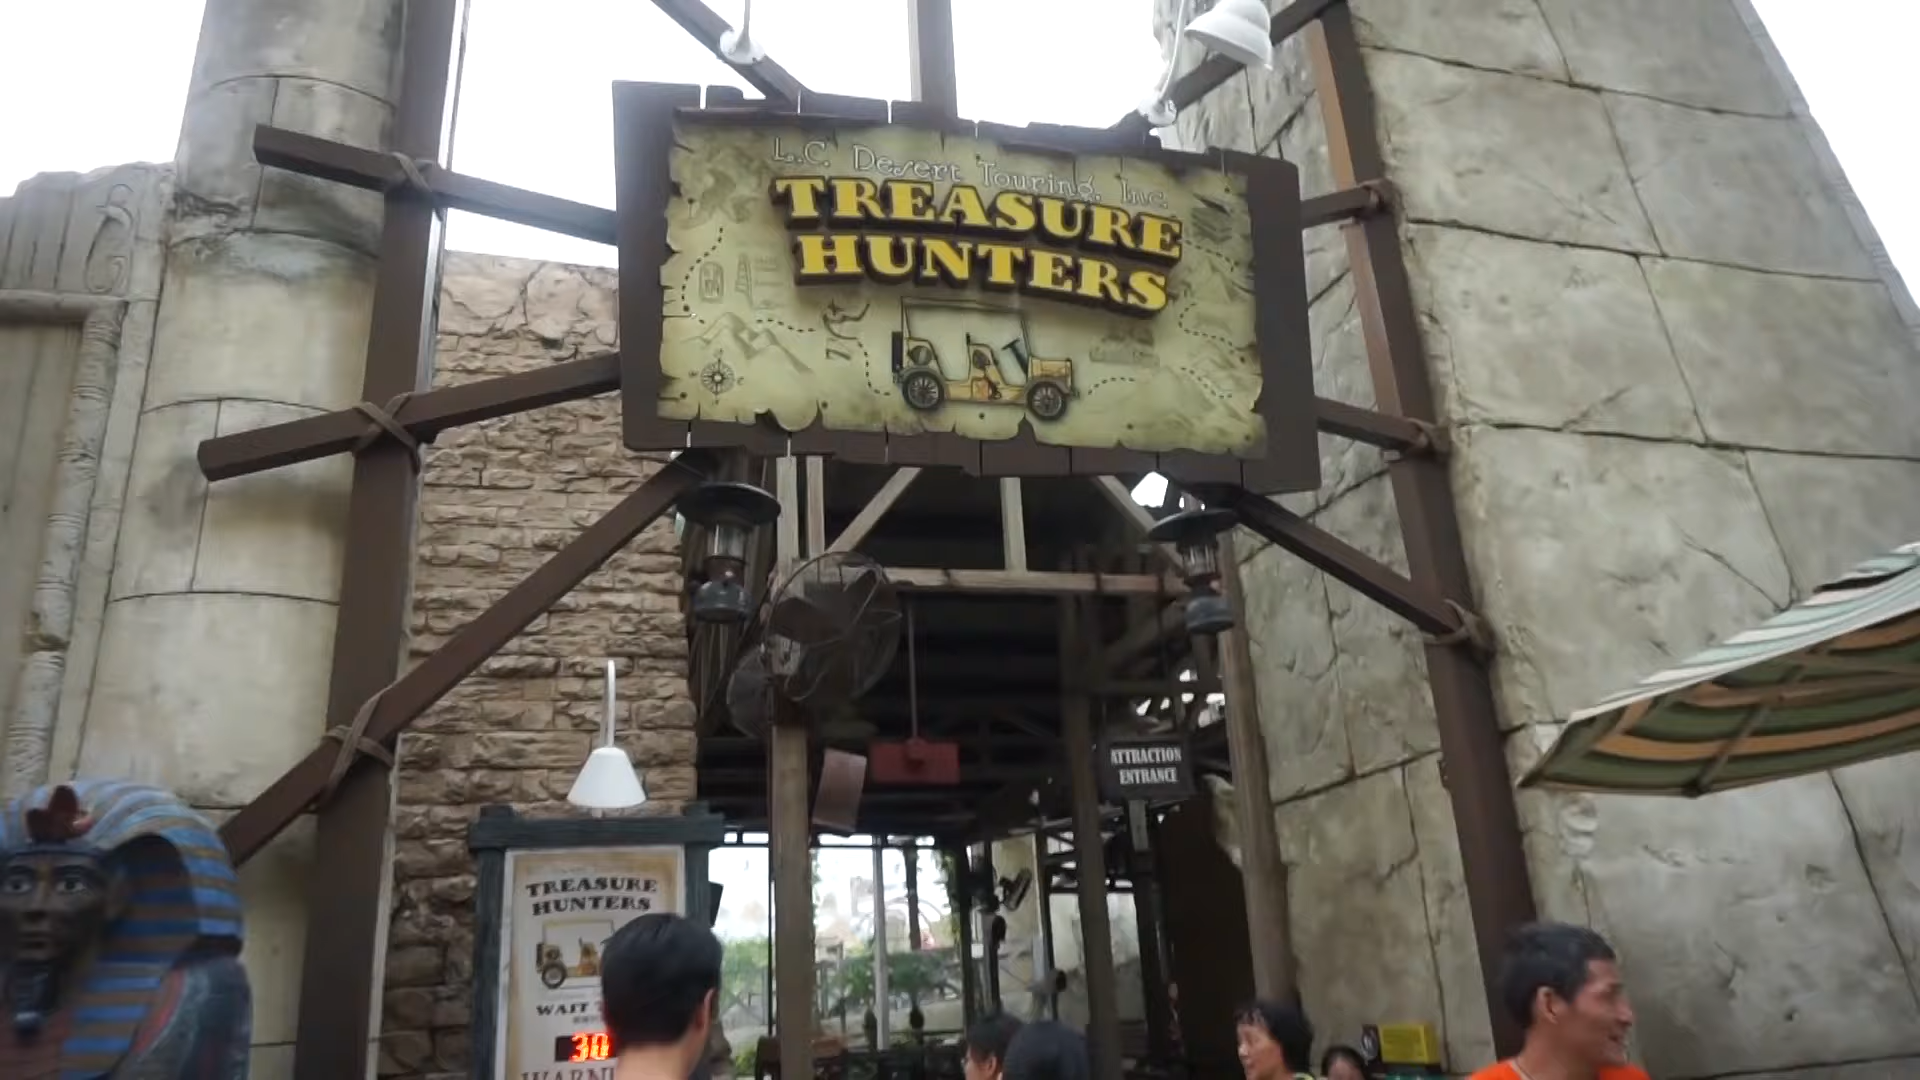 L.C. Desert Touring, Inc.
TREASURE
HUNTERS
ATTRACTION
ENTRANCE
TREASURE
HUNTERS
WAIT
30